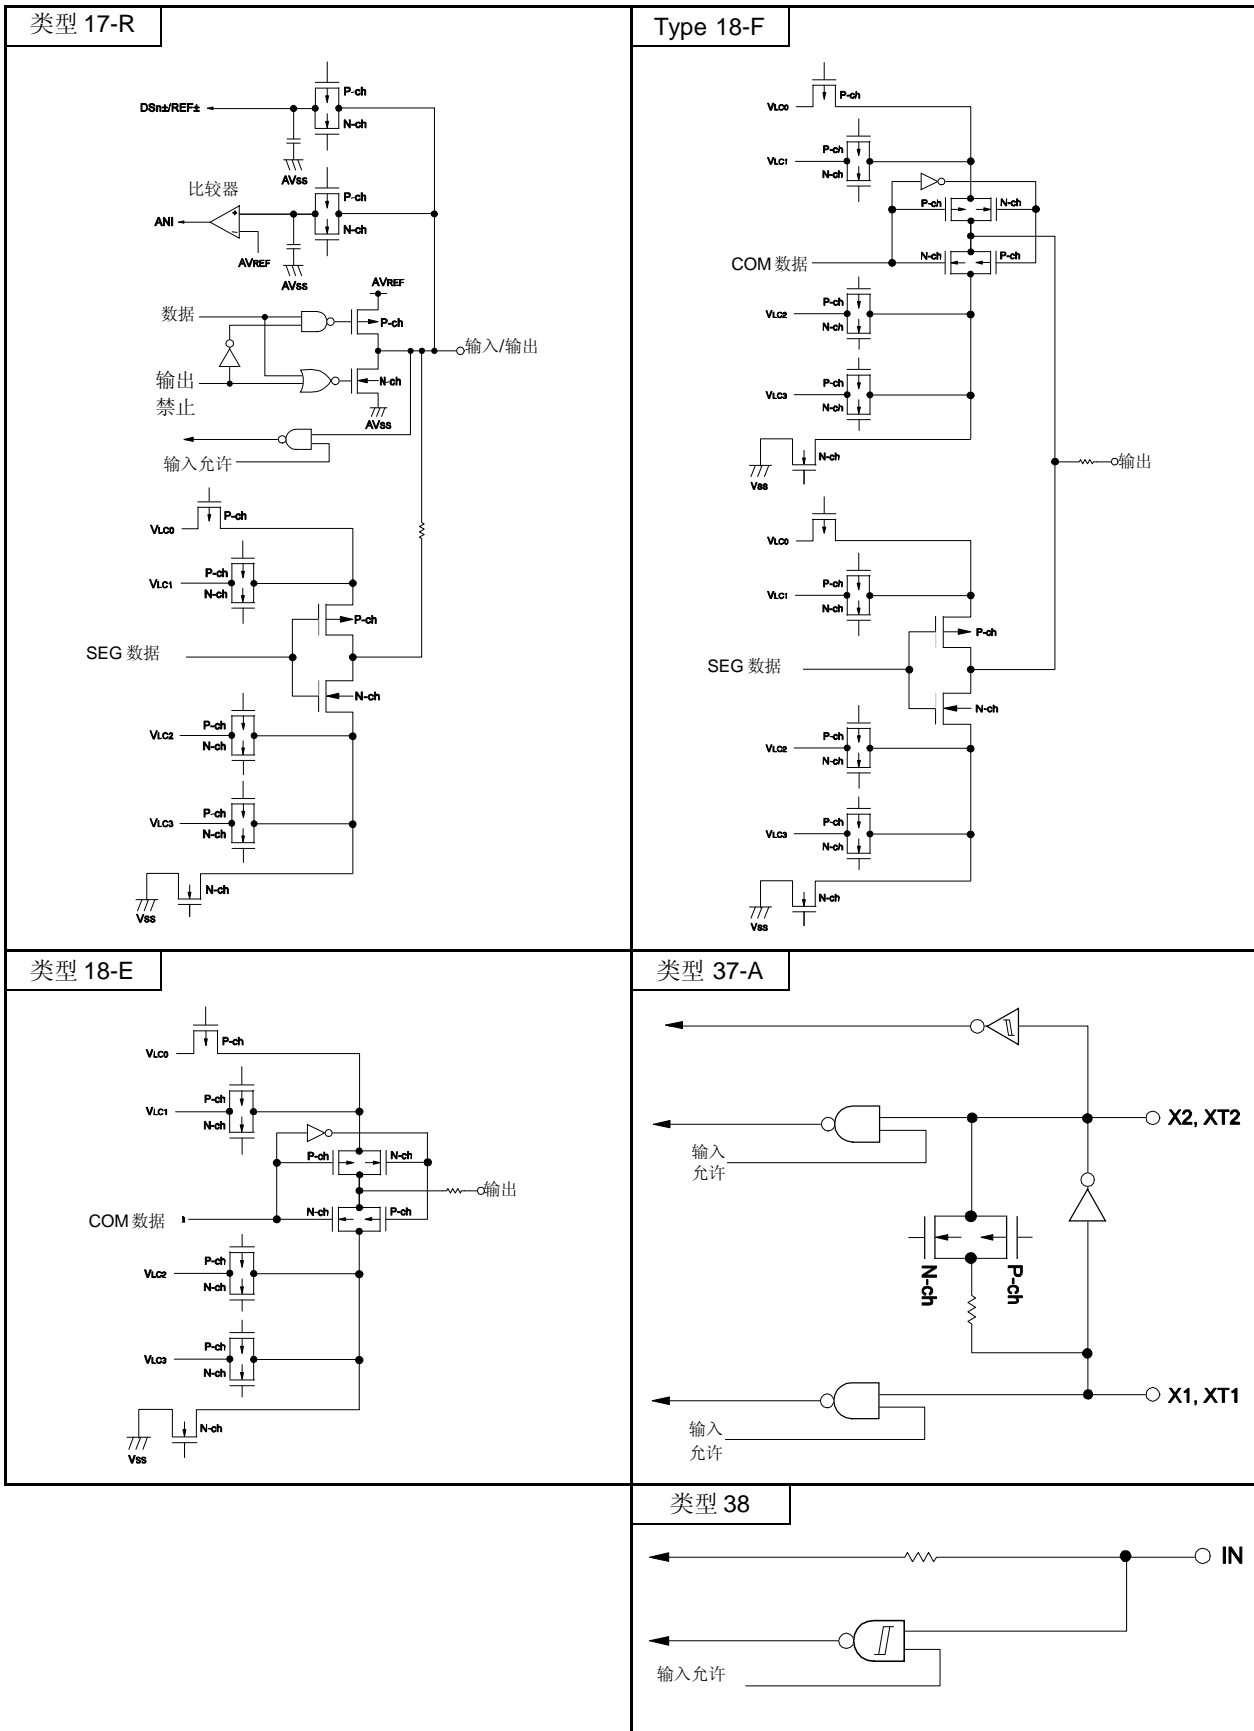 类型 17-R
P-ch
DSn±/REF±
N-ch
AVss
比较器
P-ch
ANI
N-ch
AVREF
AVss
AVREF
数据
P-ch
输入/输出
输出
禁止
N-ch
AVss
输入允许
P-ch
VLC0
P-ch
VLC1
N-ch
P-ch
SEG 数据
N-ch
P-ch
VLC2
N-ch
P-ch
VLC3
N-ch
N-ch
Vss
Type 18-F
P-ch
VLC0
P-ch
VLC1
N-ch
P-ch
N-ch
COM 数据
N-ch
P-ch
P-ch
VLC2
N-ch
P-ch
VLC3
N-ch
N-ch
Vss
输出
VLC0
P-ch
VLC1
N-ch
P-ch
SEG 数据
N-ch
P-ch
VLC2
N-ch
P-ch
VLC3
N-ch
N-ch
Vss
类型 18-E
P-ch
VLC0
P-ch
VLC1
N-ch
P-ch
N-ch
输出
N-ch
P-ch
COM 数据
P-ch
VLC2
N-ch
P-ch
VLC3
N-ch
N-ch
Vss
类型 37-A
X2, XT2
输入
允许
N-ch
P-ch
X1, XT1
输入
允许
类型 38
IN
输入允许